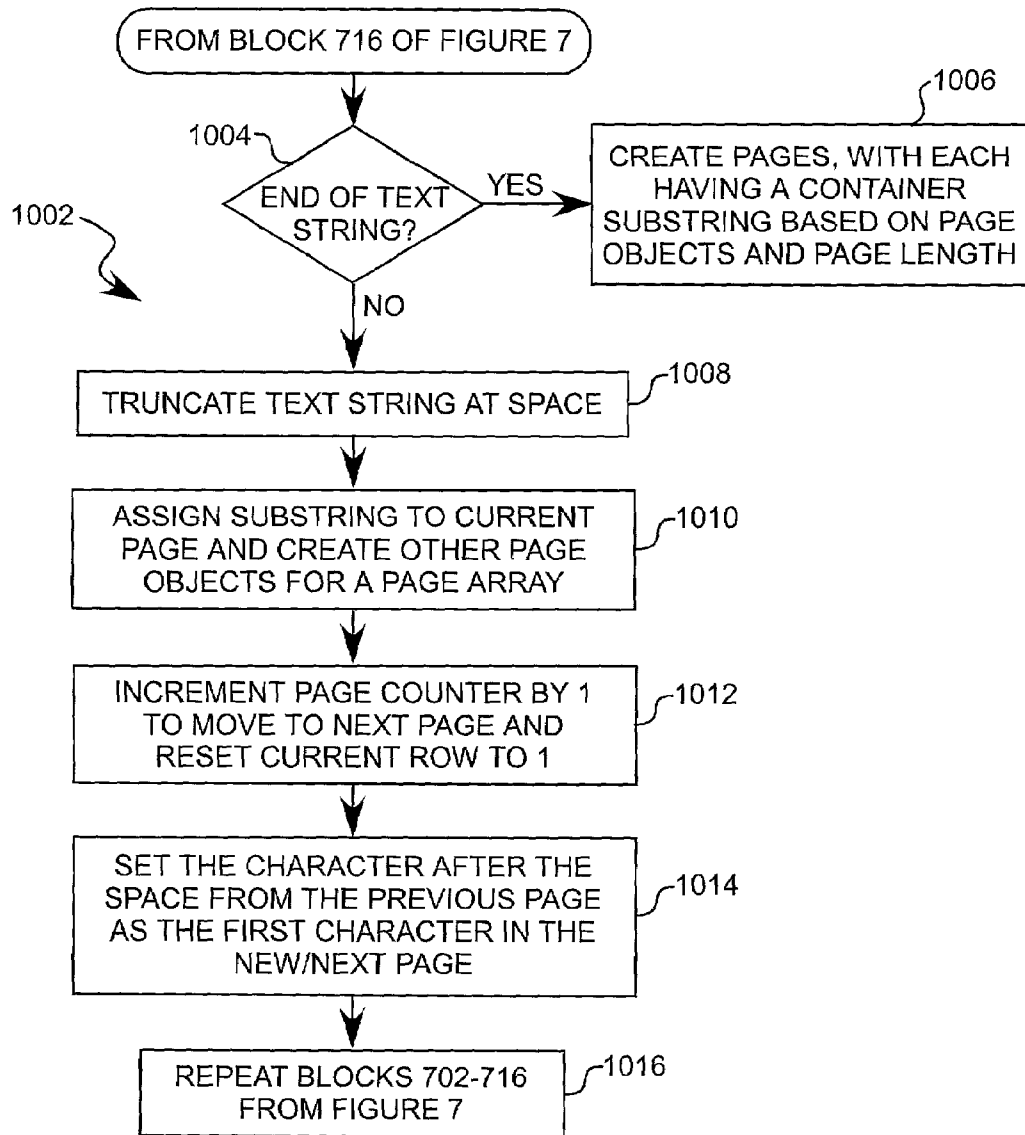 FROM BLOCK 716 OF FIGURE 7
1004
1006
END OF TEXT
STRING?
YES
CREATE PAGES, WITH EACH
HAVING A CONTAINER
SUBSTRING BASED ON PAGE
OBJECTS AND PAGE LENGTH
1002
NO
TRUNCATE TEXT STRING AT SPACE
1008
ASSIGN SUBSTRING TO CURRENT
PAGE AND CREATE OTHER PAGE
OBJECTS FOR A PAGE ARRAY
1010
INCREMENT PAGE COUNTER BY 1
TO MOVE TO NEXT PAGE AND
RESET CURRENT ROW TO 1
1012
SET THE CHARACTER AFTER THE
SPACE FROM THE PREVIOUS PAGE
AS THE FIRST CHARACTER IN THE
NEW/NEXT PAGE
1014
REPEAT BLOCKS 702-716
FROM FIGURE 7
1016